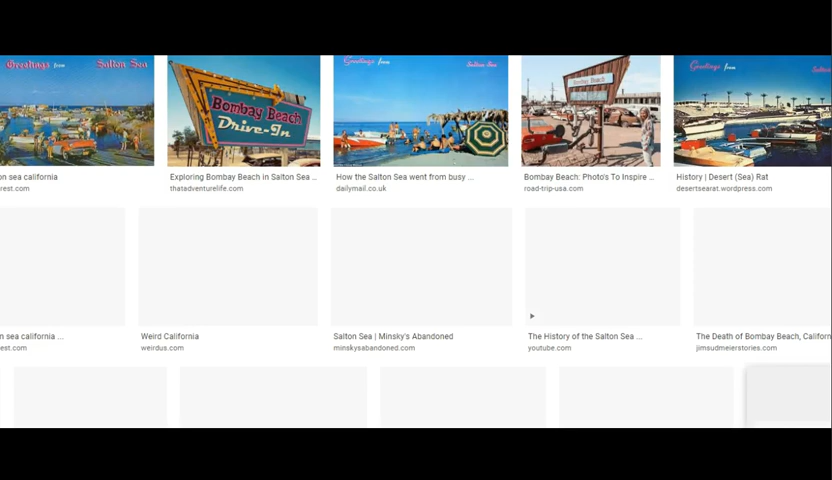 Greetings from Salton Sea
Bombay Beach
Drive-In
Greetings from Salton Sea
Bombay Beach
Greetings from
on sea california
rest.com
Exploring Bombay Beach in Salton Sea ...
thatadventurelife.com
How the Salton Sea went from busy ...
dailymail.co.uk
Bombay Beach: Photo's To Inspire ...
road-trip-usa.com
History | Desert (Sea) Rat
desertsearat.wordpress.com
n sea california ...
est.com
Weird California
weirdus.com
Salton Sea | Minsky's Abandoned
minskysabandoned.com
The History of the Salton Sea ...
youtube.com
The Death of Bombay Beach, Californ
jimsudmeierstories.com